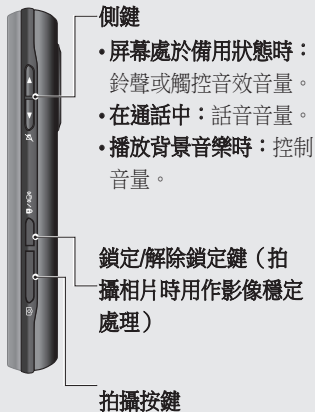 側鍵
• 屏幕處於備用狀態時：
鈴聲或觸控音效音量。
• 在通話中：話音音量。
• 播放背景音樂時：控制
音量。
鎖定/解除鎖定鍵（拍
攝相片時用作影像穩定
處理）
拍攝按鍵